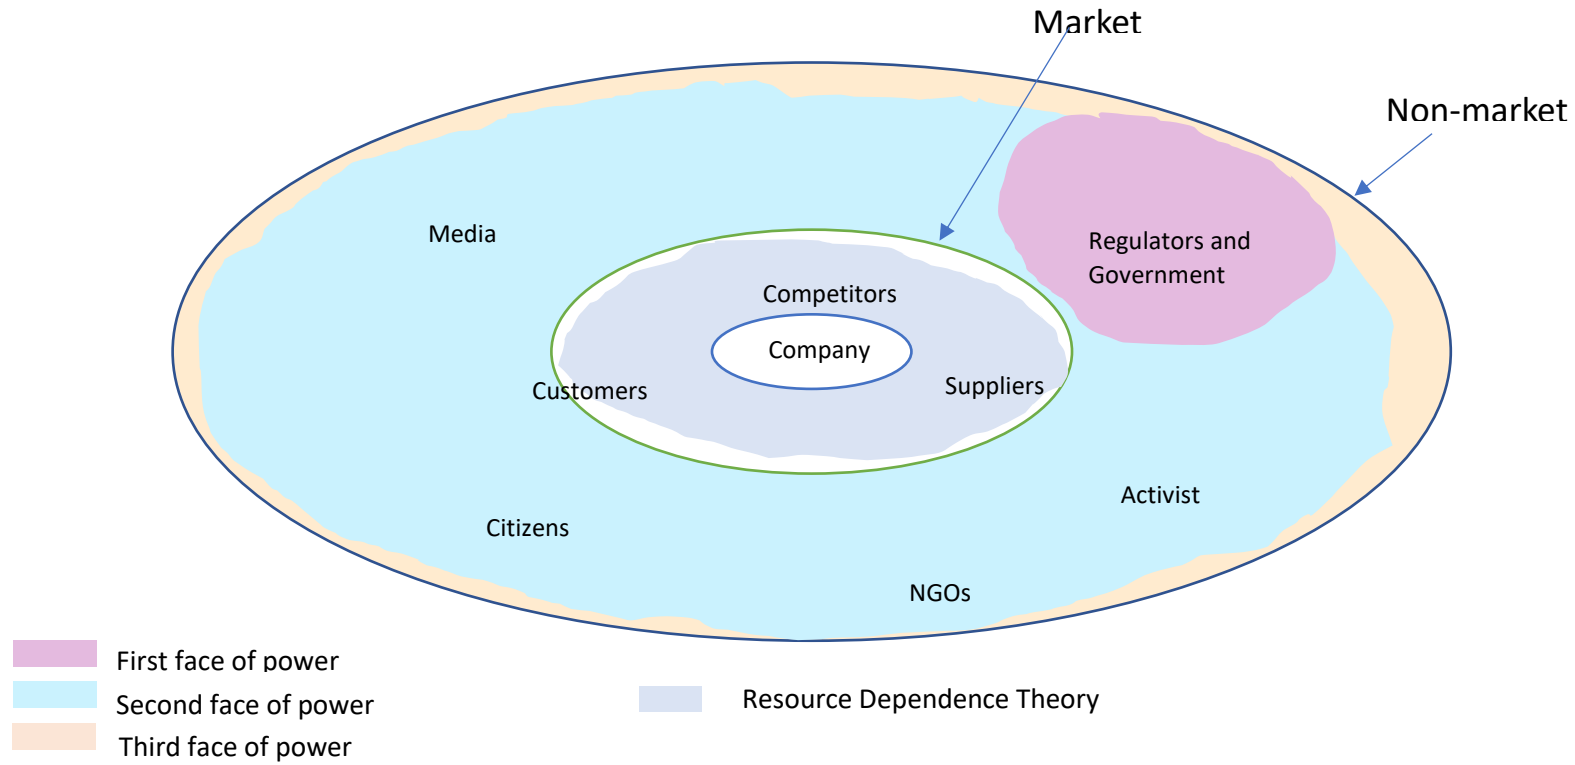 Market
Non-market
Media
Regulators and
Government
Competitors
Company
Customers
Suppliers
Activist
Citizens
NGOs
First face of power
Second face of power
Resource Dependence Theory
Third face of power